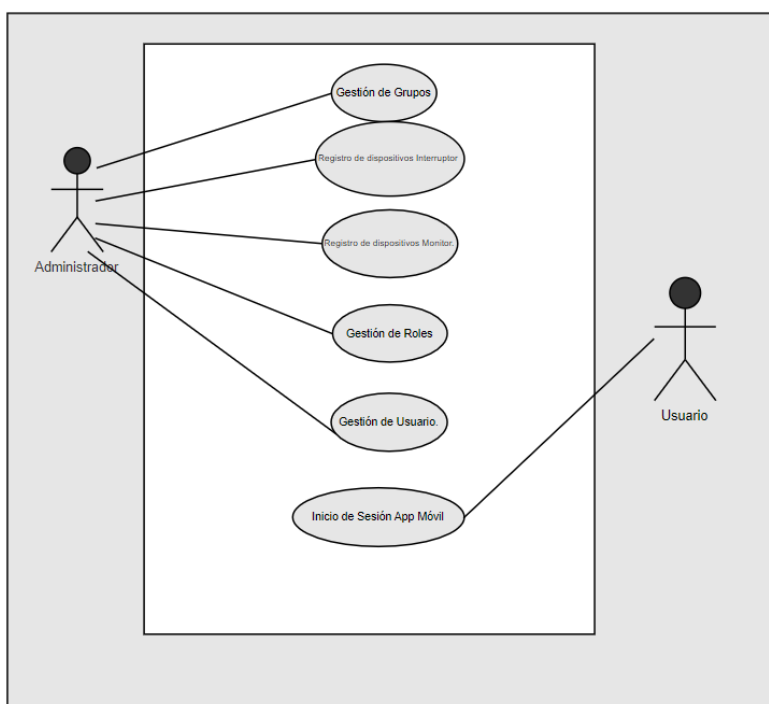 Gestión de Grupos
Registro de dispositivos Interruptor
Registro de dispositivos Monitor.
Administrador
Gestión de Roles
Usuario
Gestión de Usuario.
Inicio de Sesión App Móvil